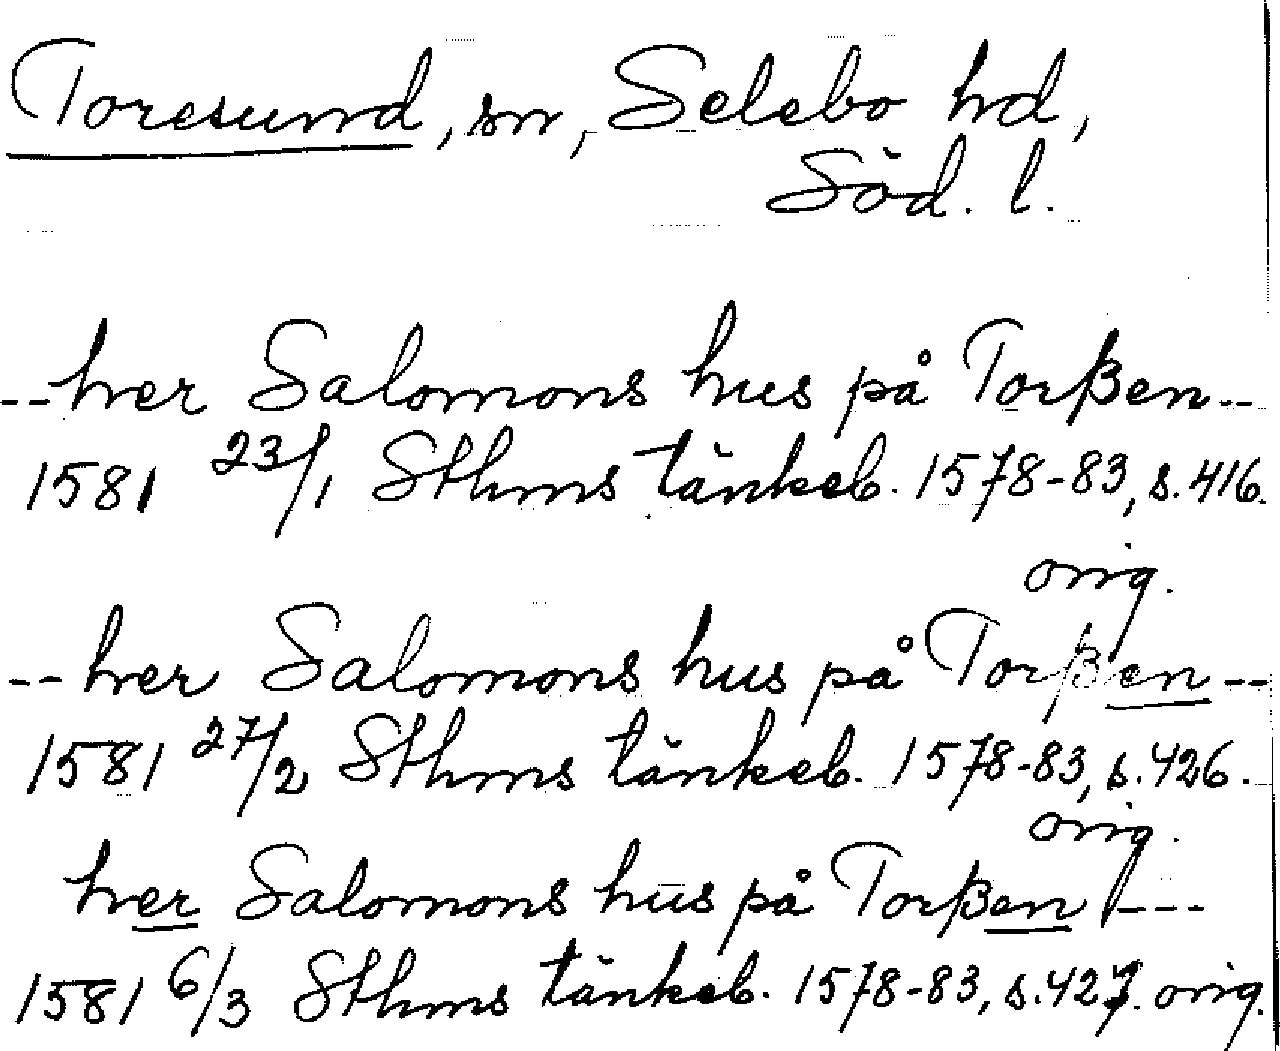 Toresund, sn, Selebo hd,
Söd. l.
--her Salomons hus på Torßen--
1581 23/1 Sthms tänkeb. 1578-83, s. 416.
orig.
--her Salomons hus på Torßen--
1581 27/2 Sthms tänkeb. 1578-83, s. 426.
orig.
her Salomons hus på Torßen ---
1581 6/3 Sthms tänkeb. 1578-83, s. 427. orig.